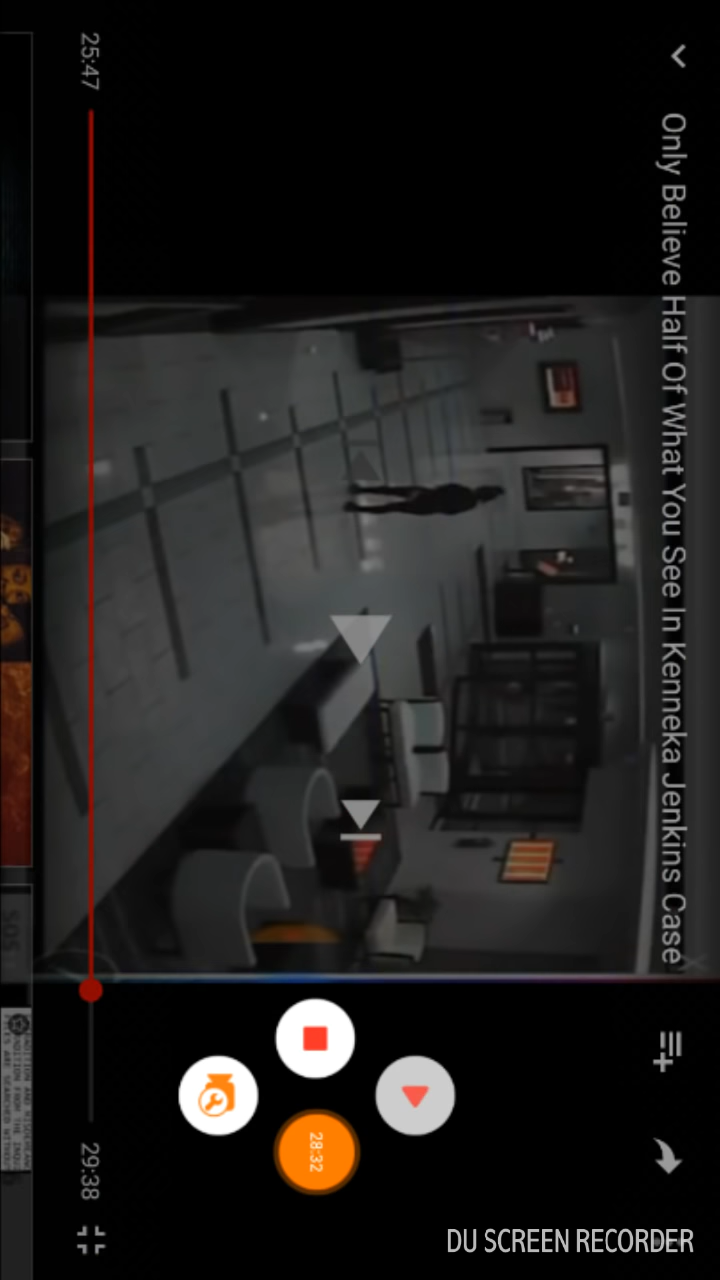 Only Believe Half Of What You See In Kenneka Jenkins Case
25:47
29:38
28:32
SOS
DU SCREEN RECORDER